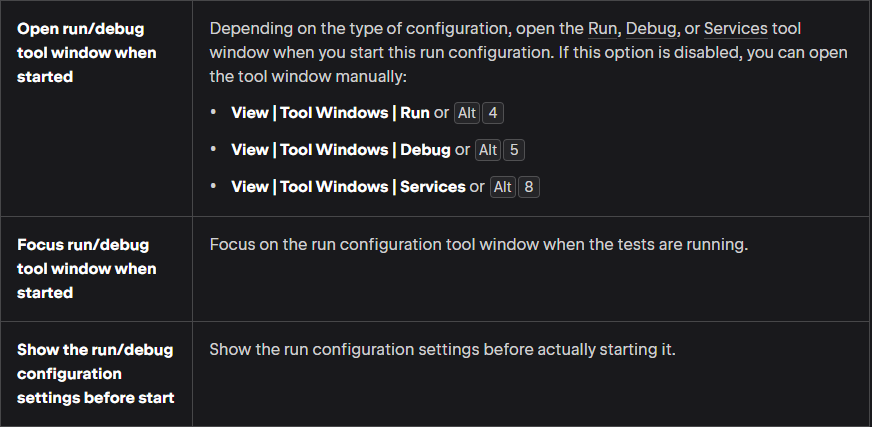 Open run/debug
tool window when
started
Depending on the type of configuration, open the Run, Debug, or Services tool
window when you start this run configuration. If this option is disabled, you can open
the tool window manually:
• View | Tool Windows | Run or Alt 4
• View | Tool Windows | Debug or Alt 5
• View | Tool Windows | Services or Alt 8
Focus run/debug
tool window when
started
Focus on the run configuration tool window when the tests are running.
Show the run/debug
configuration
settings before start
Show the run configuration settings before actually starting it.